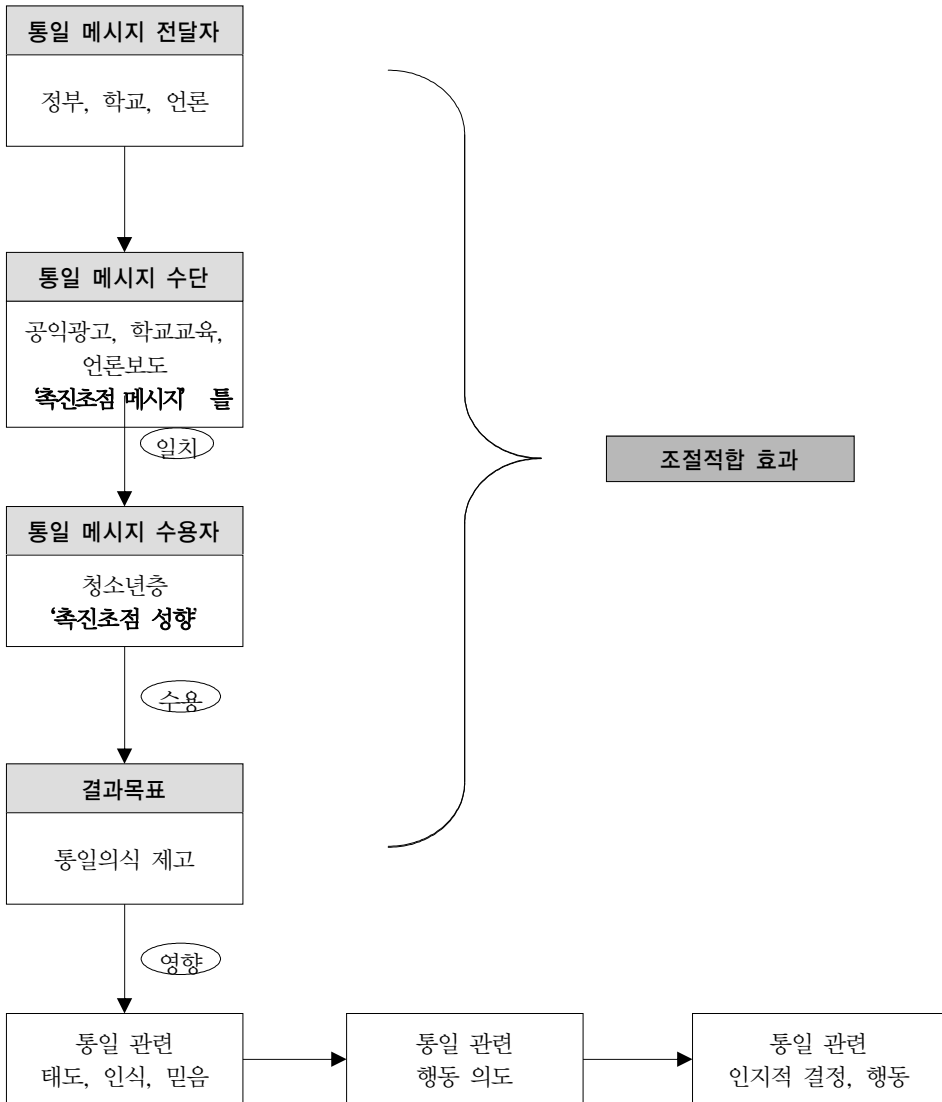 통일 메시지 전달자
정부, 학교, 언론
통일 메시지 수단
공익광고, 학교교육,
언론보도
‘촉진초점 메시지’ 틀
일치
조절적합 효과
통일 메시지 수용자
청소년층
‘촉진초점 성향’
수용
결과목표
통일의식 제고
영향
통일 관련
태도, 인식, 믿음
통일 관련
행동 의도
통일 관련
인지적 결정, 행동